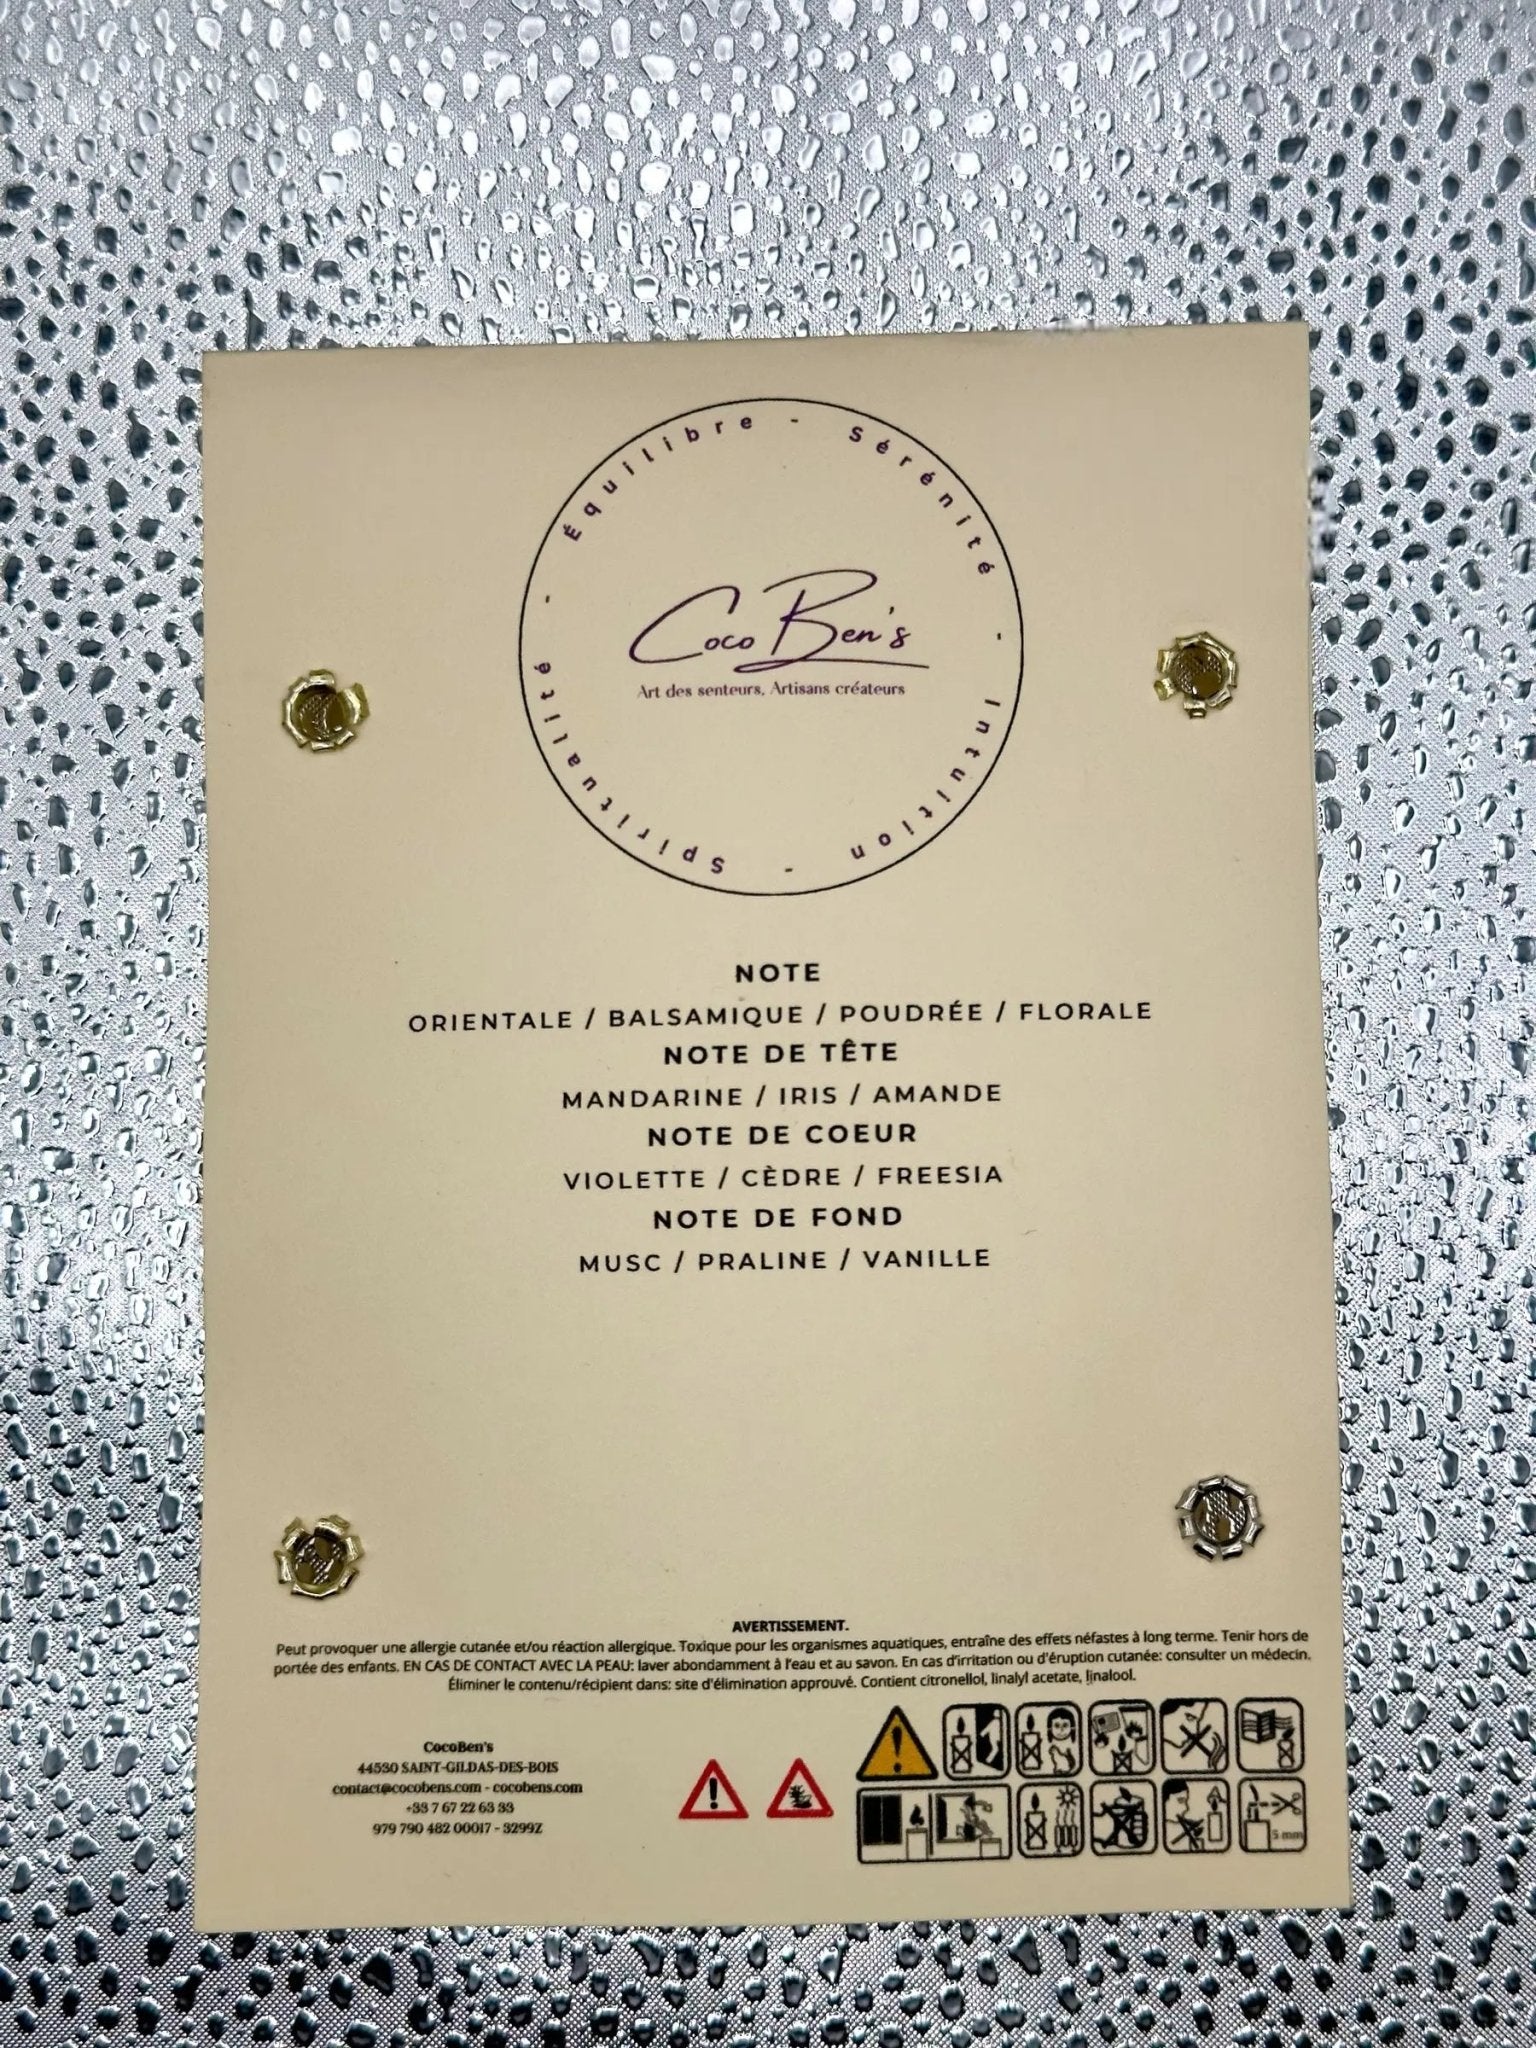 Équilibre - Sérénité - Intuition - Spiritualité -
Coco Ben's
Art des senteurs, Artisans créateurs
NOTE
ORIENTALE / BALSAMIQUE / POUDRÉE / FLORALE
NOTE DE TÊTE
MANDARINE / IRIS / AMANDE
NOTE DE COEUR
VIOLETTE / CÈDRE / FREESIA
NOTE DE FOND
MUSC / PRALINE / VANILLE
AVERTISSEMENT.
Peut provoquer une allergie cutanée et/ou réaction allergique. Toxique pour les organismes aquatiques, entraîne des effets néfastes à long terme. Tenir hors de
portée des enfants. EN CAS DE CONTACT AVEC LA PEAU: laver abondamment à l'eau et au savon. En cas d'irritation ou d'éruption cutanée: consulter un médecin.
Éliminer le contenu/récipient dans: site d'élimination approuvé. Contient citronellol, linalyl acetate, linalool.
CocoBen's
44530 SAINT-GILDAS-DES-BOIS
contact@cocobens.com - cocobens.com
+33 7 67 22 63 33
979 790 482 00017 - 3299Z
5 mm